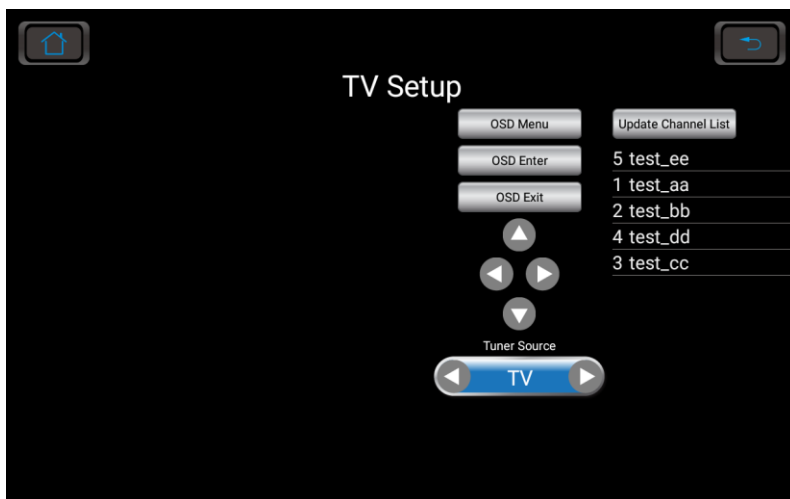 TV Setup
OSD Menu
Update Channel List
OSD Enter
5 test_ee
1 test_aa
OSD Exit
2 test_bb
4 test_dd
3 test_cc
Tuner Source
TV